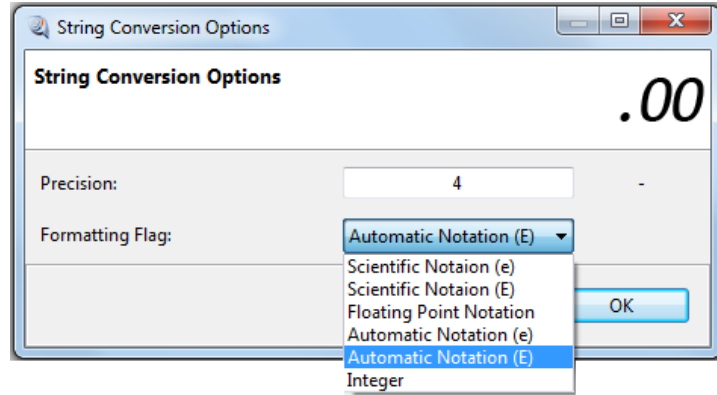 String Conversion Options
String Conversion Options
.00
Precision: 4 -
Formatting Flag: Automatic Notation (E)
Scientific Notaion (e)
Scientific Notaion (E)
Floating Point Notation
Automatic Notation (e)
Automatic Notation (E)
Integer
OK